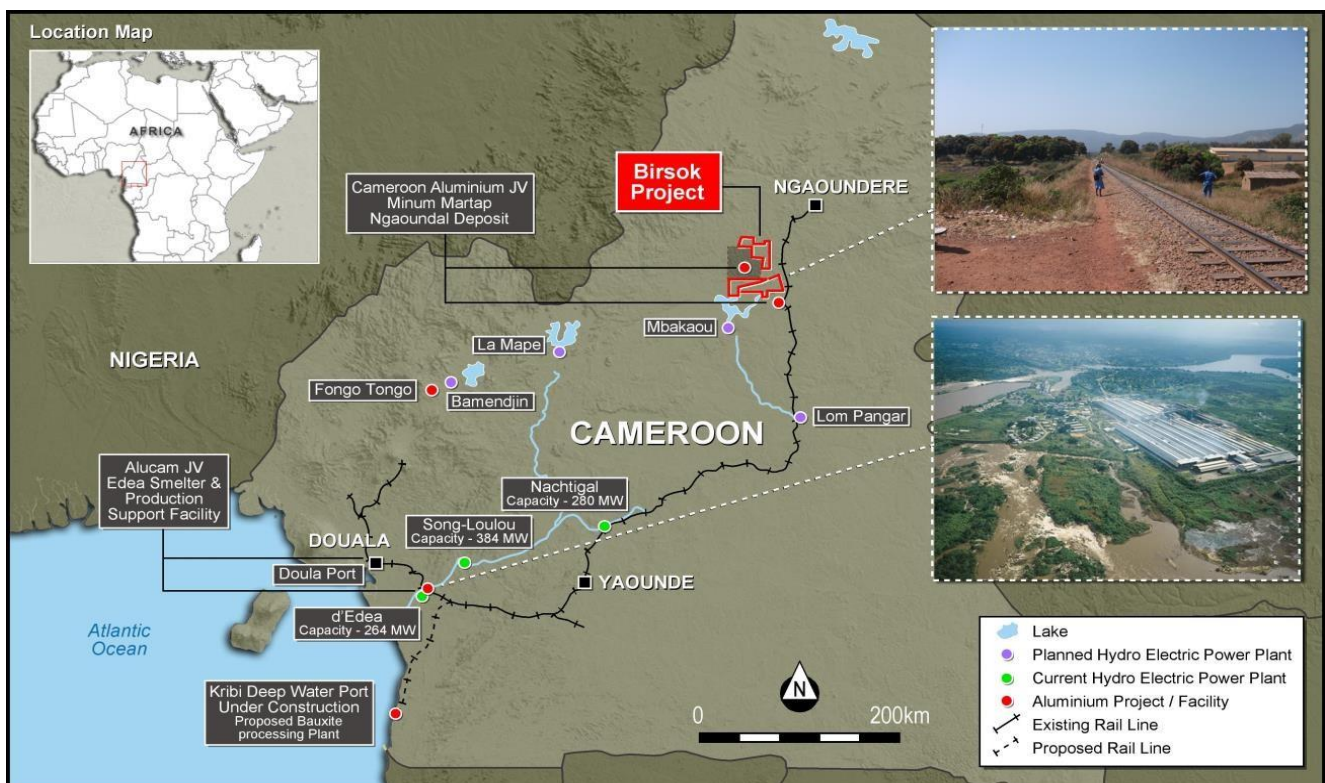 Location Map
AFRICA
Birsok
Project
NGAOUNDERE
Cameroon Aluminium JV
Minum Martap
Ngaoundal Deposit
Mbakaou
La Mape
NIGERIA
Fongo Tongo
Bamendjin
Lom Pangar
CAMEROON
Alucam JV
Edea Smelter &
Production
Support Facility
Nachtigal
Capacity - 280 MW
Song-Loulou
Capacity - 384 MW
DOUALA
Doula Port
YAOUNDE
d'Edea
Capacity - 264 MW
Atlantic
Ocean
Kribi Deep Water Port
Under Construction
Proposed Bauxite
processing Plant
N
0 200km
Lake
Planned Hydro Electric Power Plant
Current Hydro Electric Power Plant
Aluminium Project / Facility
Existing Rail Line
Proposed Rail Line